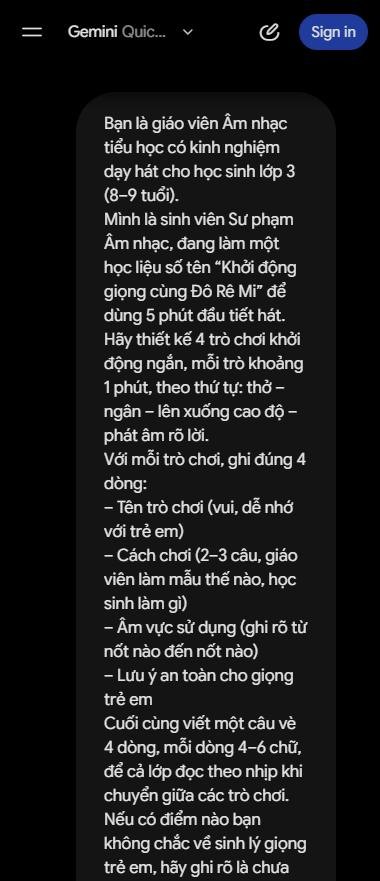 Gemini Quic...
Sign in
Bạn là giáo viên Âm nhạc
tiểu học có kinh nghiệm
dạy hát cho học sinh lớp 3
(8–9 tuổi).
Mình là sinh viên Sư phạm
Âm nhạc, đang làm một
học liệu số tên “Khởi động
giọng cùng Đô Rê Mi” để
dùng 5 phút đầu tiết hát.
Hãy thiết kế 4 trò chơi khởi
động ngắn, mỗi trò khoảng
1 phút, theo thứ tự: thở –
ngân – lên xuống cao độ –
phát âm rõ lời.
Với mỗi trò chơi, ghi đúng 4
dòng:
– Tên trò chơi (vui, dễ nhớ
với trẻ em)
– Cách chơi (2–3 câu, giáo
viên làm mẫu thế nào, học
sinh làm gì)
– Âm vực sử dụng (ghi rõ từ
nốt nào đến nốt nào)
– Lưu ý an toàn cho giọng
trẻ em
Cuối cùng viết một câu vè
4 dòng, mỗi dòng 4–6 chữ,
để cả lớp đọc theo nhịp khi
chuyển giữa các trò chơi.
Nếu có điểm nào bạn
không chắc về sinh lý giọng
trẻ em, hãy ghi rõ là chưa